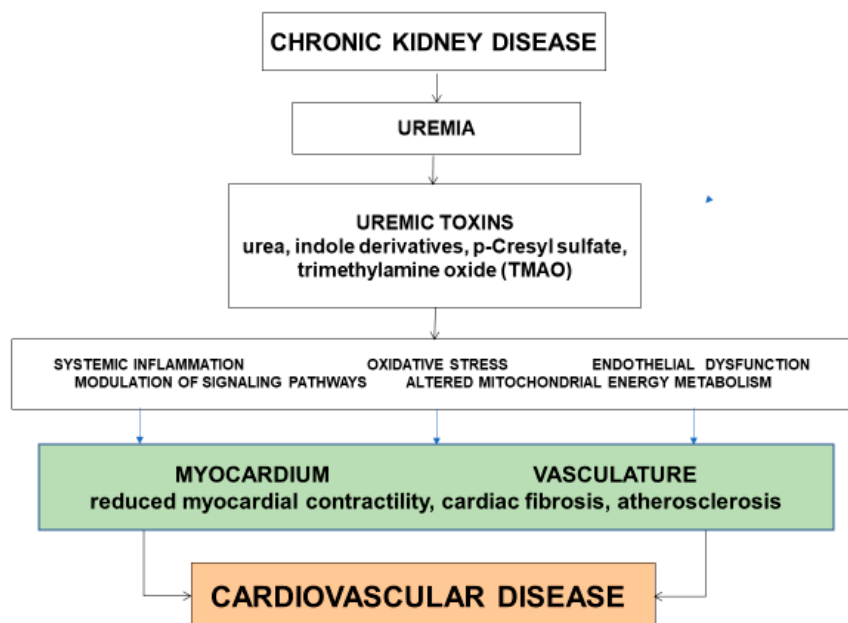 CHRONIC KIDNEY DISEASE
UREMIA
UREMIC TOXINS
urea, indole derivatives, p-Cresyl sulfate,
trimethylamine oxide (TMAO)
SYSTEMIC INFLAMMATION OXIDATIVE STRESS ENDOTHELIAL DYSFUNCTION
MODULATION OF SIGNALING PATHWAYS ALTERED MITOCHONDRIAL ENERGY METABOLISM
MYOCARDIUM VASCULATURE
reduced myocardial contractility, cardiac fibrosis, atherosclerosis
CARDIOVASCULAR DISEASE